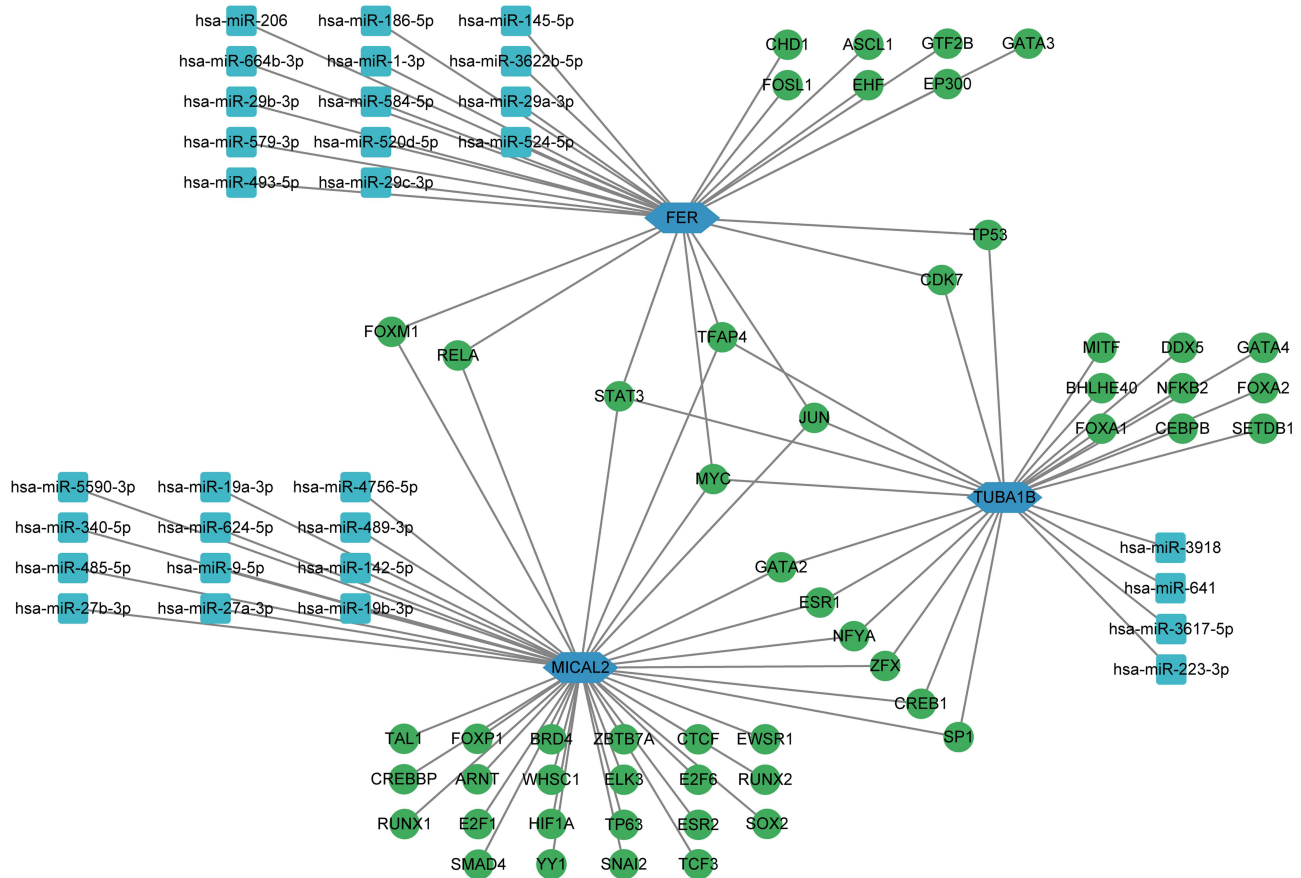 hsa-miR-206
hsa-miR-186-5p
hsa-miR-145-5p
hsa-miR-664b-3p
hsa-miR-1-3p
hsa-miR-3622b-5p
hsa-miR-29b-3p
hsa-miR-584-5p
hsa-miR-29a-3p
hsa-miR-579-3p
hsa-miR-520d-5p
hsa-miR-524-5p
hsa-miR-493-5p
hsa-miR-29c-3p
CHD1
ASCL1
GTF2B
GATA3
FOSL1
EHF
EP300
FER
TP53
CDK7
FOXM1
RELA
TFAP4
STAT3
JUN
MYC
MITF
DDX5
GATA4
BHLHE40
NFKB2
FOXA2
FOXA1
CEBPB
SETDB1
TUBA1B
hsa-miR-5590-3p
hsa-miR-19a-3p
hsa-miR-4756-5p
hsa-miR-340-5p
hsa-miR-624-5p
hsa-miR-489-3p
hsa-miR-485-5p
hsa-miR-9-5p
hsa-miR-142-5p
hsa-miR-27b-3p
hsa-miR-27a-3p
hsa-miR-19b-3p
hsa-miR-3918
hsa-miR-641
hsa-miR-3617-5p
hsa-miR-223-3p
GATA2
ESR1
NFYA
ZFX
CREB1
SP1
MICAL2
TAL1
FOXP1
BRD4
ZBTB7A
CTCF
EWSR1
CREBBP
ARNT
WHSC1
ELK3
E2F6
RUNX2
RUNX1
E2F1
HIF1A
TP63
ESR2
SOX2
SMAD4
YY1
SNAI2
TCF3